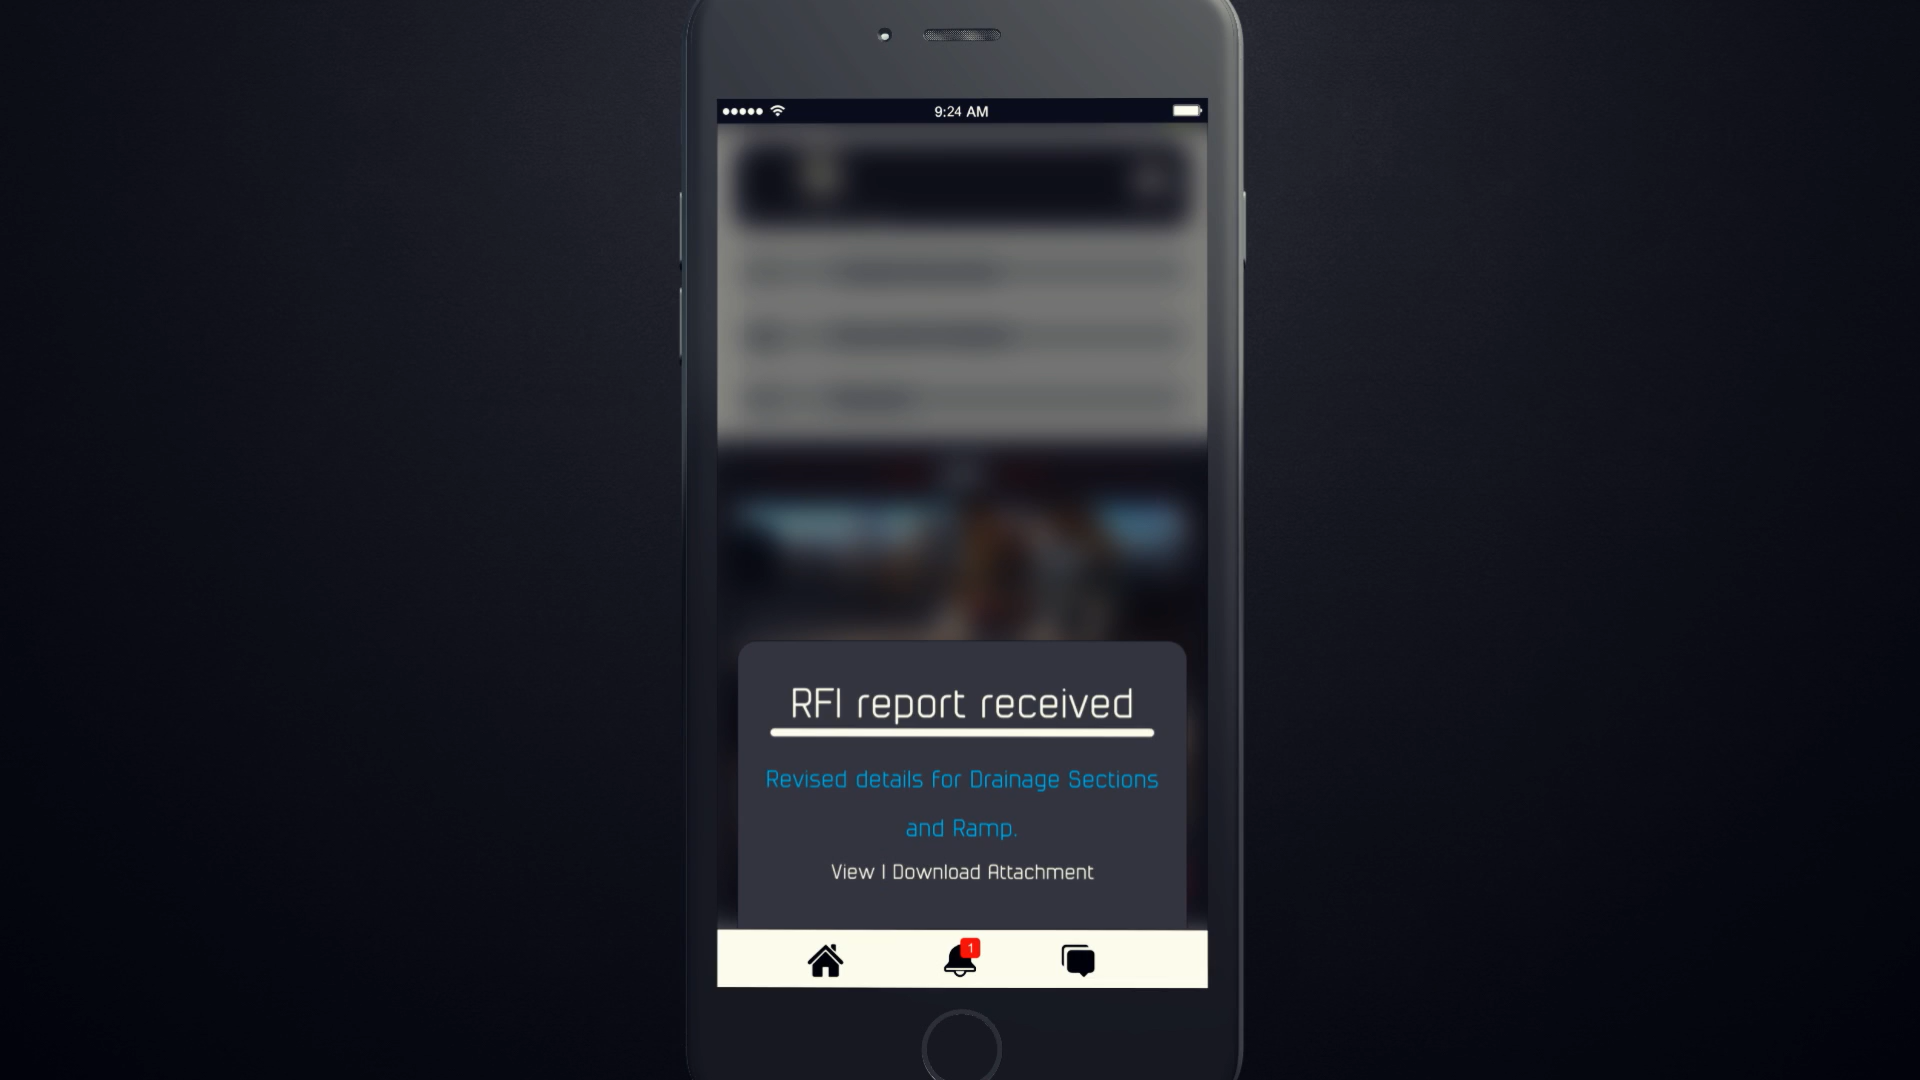 9:24 AM
RFI report received
Revised details for Drainage Sections
and Ramp.
View | Download Attachment
1